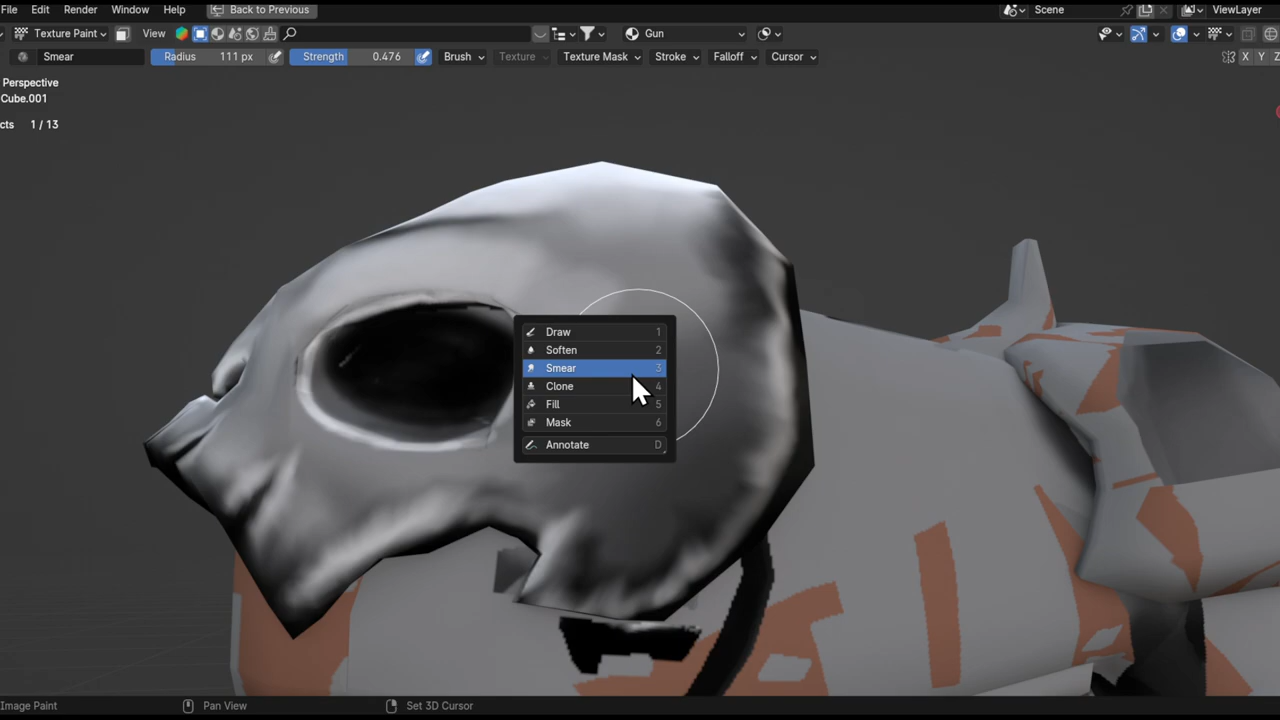 File Edit Render Window Help Back to Previous Scene ViewLayer
Texture Paint View Gun
Smear Radius 111 px Strength 0.476 Brush Texture Texture Mask Stroke Falloff Cursor X Y Z
Perspective
Cube.001
cts 1 / 13
Draw 1
Soften 2
Smear 3
Clone 4
Fill 5
Mask 6
Annotate D
Image Paint Pan View Set 3D Cursor